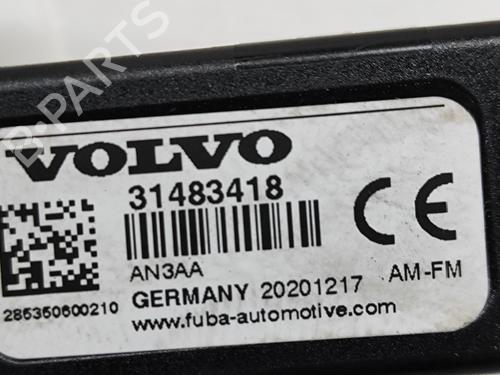 B-PARTS
VOLVO
31483418
CE
AN3AA
GERMANY 20201217 AM-FM
285350600210
www.fuba-automotive.com